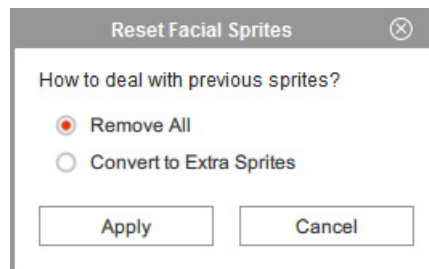 Reset Facial Sprites
How to deal with previous sprites?
Remove All
Convert to Extra Sprites
Apply Cancel